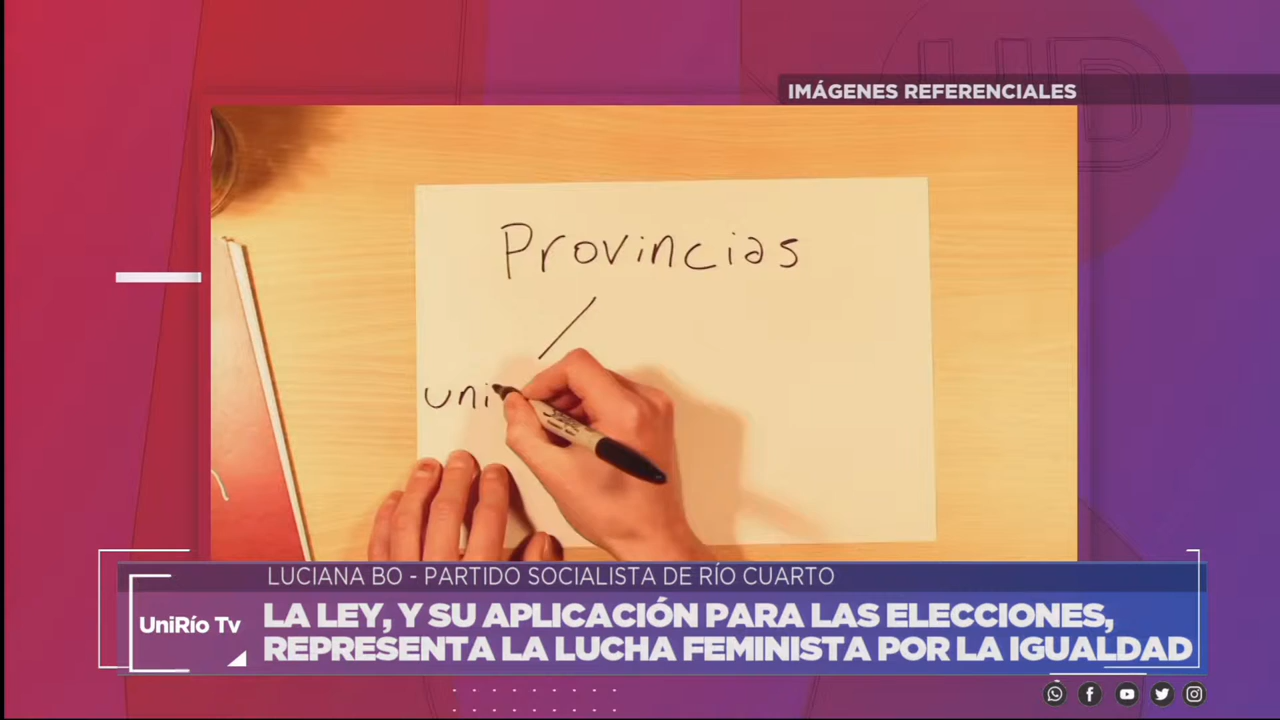 IMÁGENES REFERENCIALES
Provincias
uni
LUCIANA BO - PARTIDO SOCIALISTA DE RÍO CUARTO
UniRío Tv
LA LEY, Y SU APLICACIÓN PARA LAS ELECCIONES,
REPRESENTA LA LUCHA FEMINISTA POR LA IGUALDAD